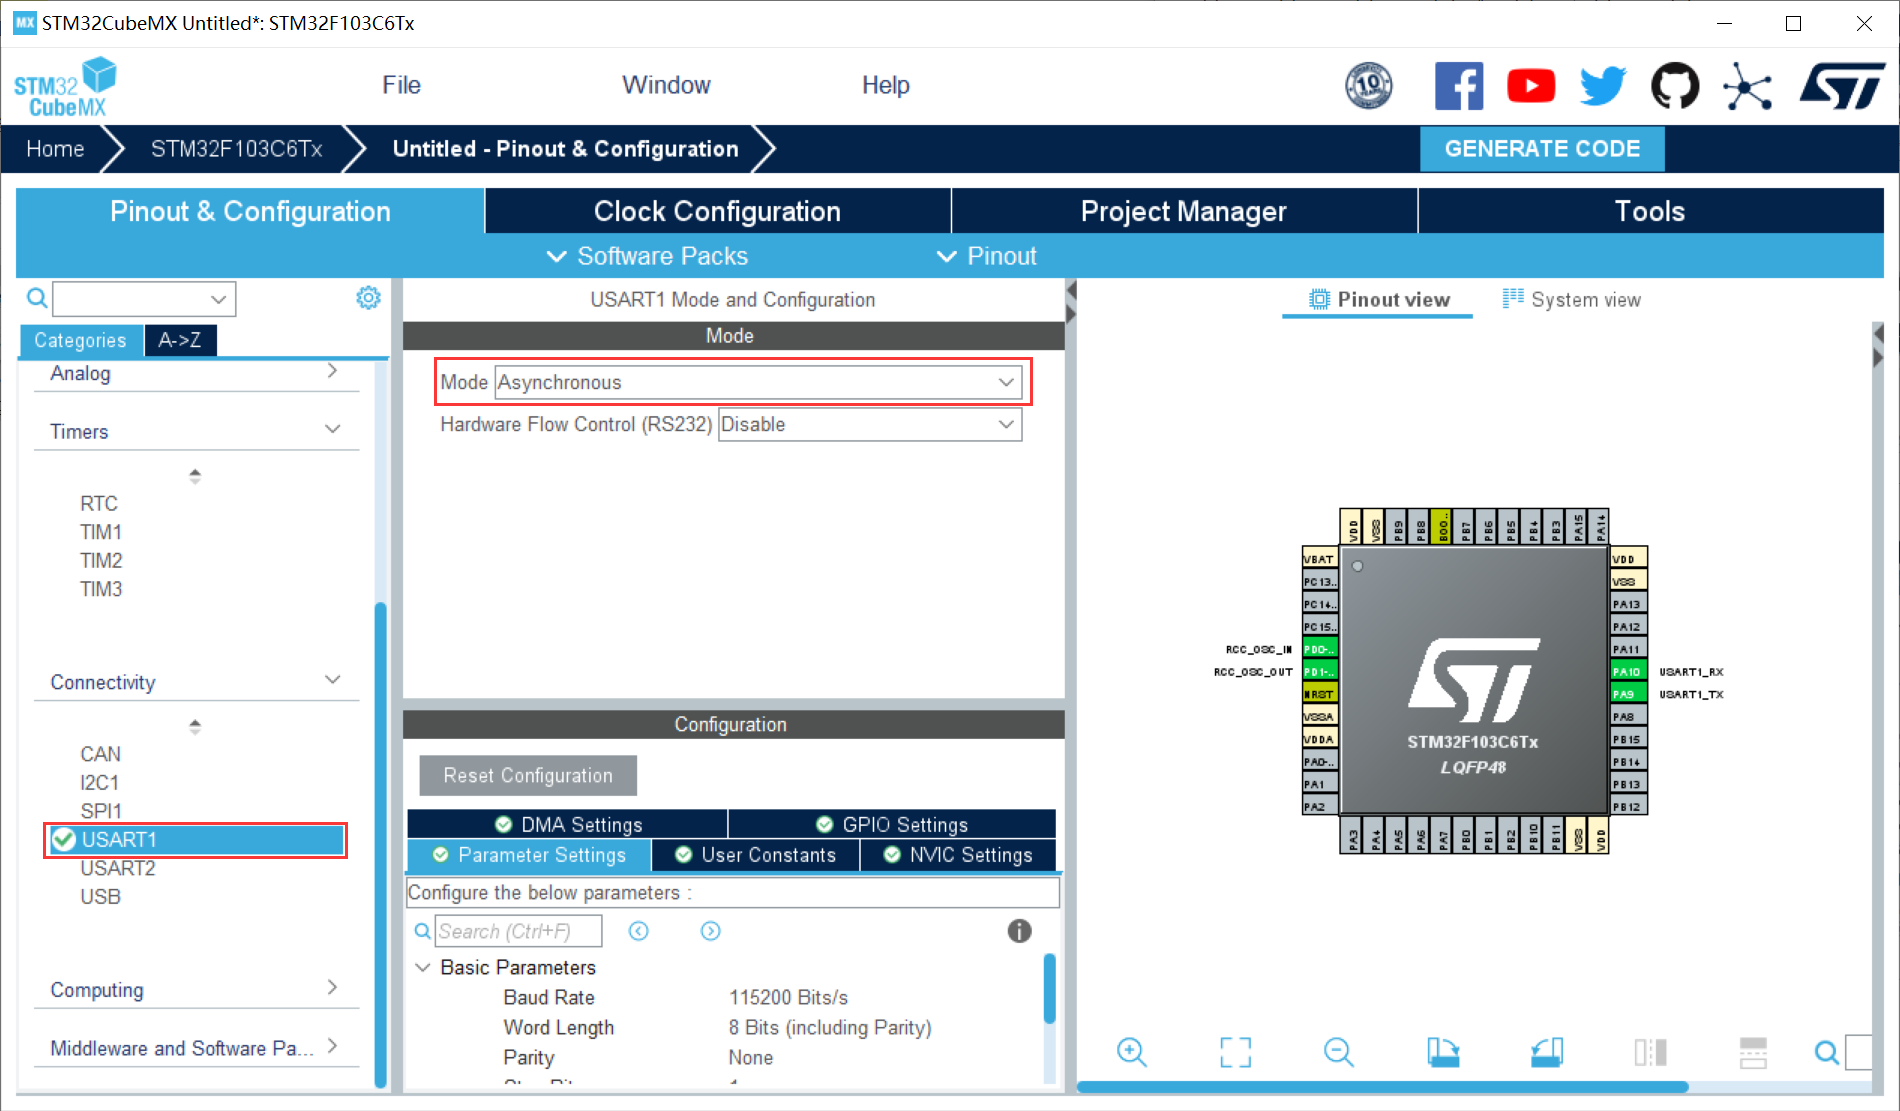 MX STM32CubeMX Untitled*: STM32F103C6Tx
STM32
CubeMX
File
Window
Help
10
YEARS
Home
STM32F103C6Tx
Untitled - Pinout & Configuration
GENERATE CODE
Pinout & Configuration
Clock Configuration
Project Manager
Tools
Software Packs
Pinout
Categories
A->Z
Analog
Timers
RTC
TIM1
TIM2
TIM3
Connectivity
CAN
I2C1
SPI1
USART1
USART2
USB
Computing
Middleware and Software Pa...
USART1 Mode and Configuration
Mode
Mode Asynchronous
Hardware Flow Control (RS232) Disable
Configuration
Reset Configuration
DMA Settings
GPIO Settings
Parameter Settings
User Constants
NVIC Settings
Configure the below parameters :
Search (Ctrl+F)
Basic Parameters
Baud Rate 115200 Bits/s
Word Length 8 Bits (including Parity)
Parity None
Pinout view
System view
VDD
VSS
PB9
PB8
BOO..
PB7
PB6
PB5
PB4
PB3
PA15
PA14
VBAT
PC13..
PC14..
PC15..
RCC_OSC_IN PD0-..
RCC_OSC_OUT PD1-..
NRST
VSSA
VDDA
PA0-..
PA1
PA2
STM32F103C6Tx
LQFP48
VDD
VSS
PA13
PA12
PA11
PA10 USART1_RX
PA9 USART1_TX
PA8
PB15
PB14
PB13
PB12
PA3
PA4
PA5
PA6
PA7
PB0
PB1
PB2
PB10
PB11
VSS
VDD